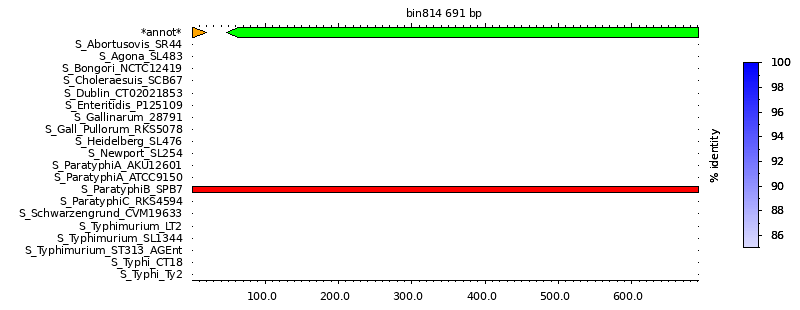 bin814 691 bp
*annot*
S_Abortusovis_SR44
S_Agona_SL483
S_Bongori_NCTC12419
S_Choleraesuis_SCB67
S_Dublin_CT02021853
S_Enteritidis_P125109
S_Gallinarum_28791
S_Gall_Pullorum_RKS5078
S_Heidelberg_SL476
S_Newport_SL254
S_ParatyphiA_AKU12601
S_ParatyphiA_ATCC9150
S_ParatyphiB_SPB7
S_ParatyphiC_RKS4594
S_Schwarzengrund_CVM19633
S_Typhimurium_LT2
S_Typhimurium_SL1344
S_Typhimurium_ST313_AGEnt
S_Typhi_CT18
S_Typhi_Ty2
100.0 200.0 300.0 400.0 500.0 600.0
% identity
100
98
96
94
92
90
88
86